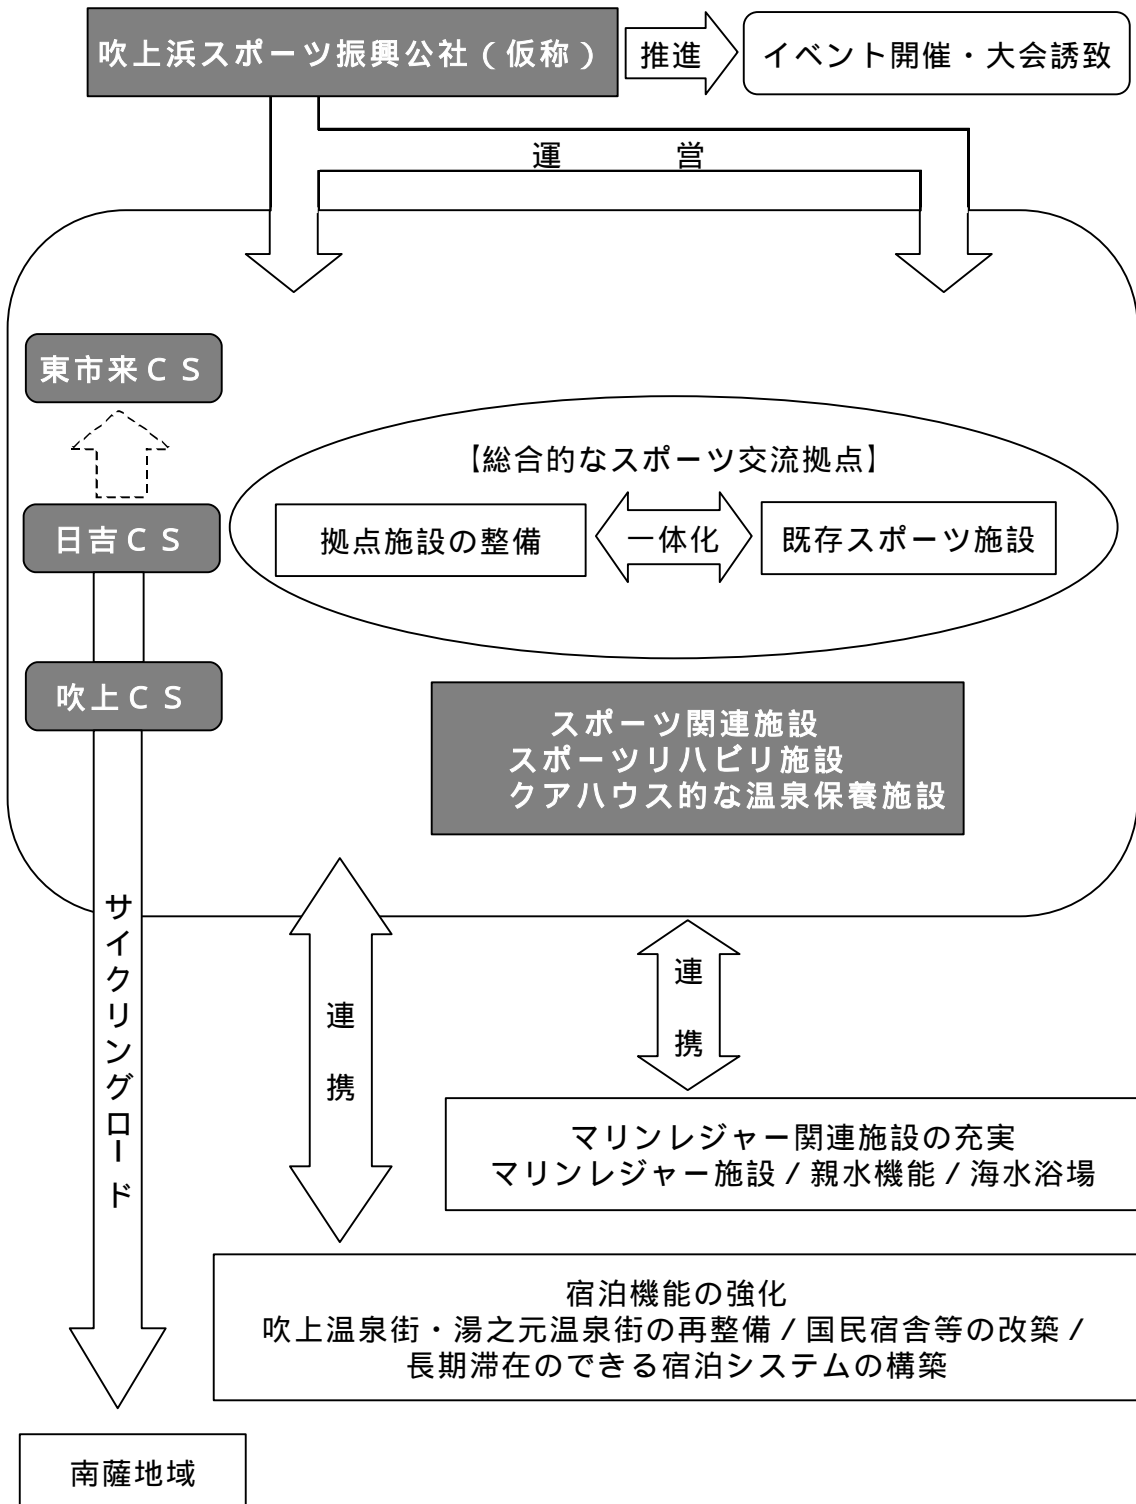 吹上浜スポーツ振興公社（仮称）
推進
イベント開催・大会誘致
運　営
東市来ＣＳ
【総合的なスポーツ交流拠点】
日吉ＣＳ
拠点施設の整備
一体化
既存スポーツ施設
吹上ＣＳ
スポーツ関連施設
スポーツリハビリ施設
クアハウス的な温泉保養施設
サイクリングロード
連携
連携
マリンレジャー関連施設の充実
マリンレジャー施設／親水機能／海水浴場
宿泊機能の強化
吹上温泉街・湯之元温泉街の再整備／国民宿舎等の改築／
長期滞在のできる宿泊システムの構築
南薩地域